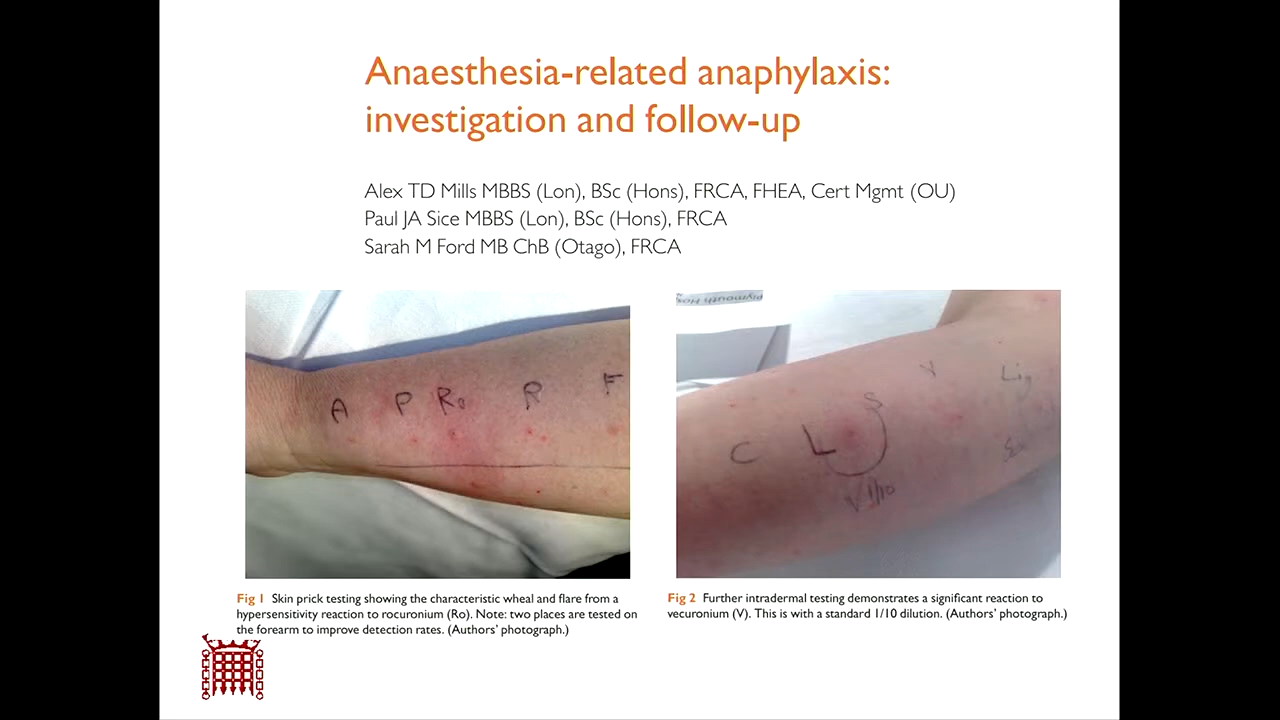 Anaesthesia-related anaphylaxis:
investigation and follow-up
Alex TD Mills MBBS (Lon), BSc (Hons), FRCA, FHEA, Cert Mgmt (OU)
Paul JA Sice MBBS (Lon), BSc (Hons), FRCA
Sarah M Ford MB ChB (Otago), FRCA
A P Ro R F
S
V
Lig
C L
V 1/10
Fig 1 Skin prick testing showing the characteristic wheal and flare from a
hypersensitivity reaction to rocuronium (Ro). Note: two places are tested on
the forearm to improve detection rates. (Authors' photograph.)
Fig 2 Further intradermal testing demonstrates a significant reaction to
vecuronium (V). This is with a standard 1/10 dilution. (Authors' photograph.)